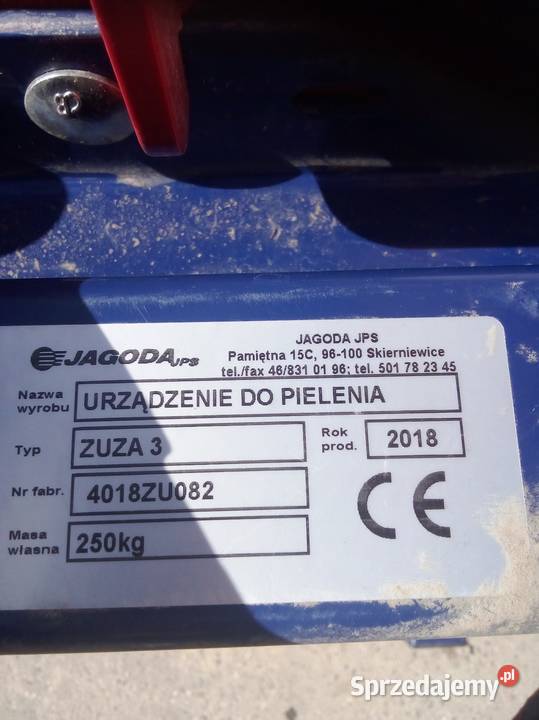 8
JAGODA JPS
JAGODA JPS
Pamiętna 15C, 96-100 Skierniewice
tel./fax 46/831 01 96; tel. 501 78 23 45
Nazwa wyrobu URZĄDZENIE DO PIELENIA
Typ ZUZA 3 Rok prod. 2018
Nr fabr. 4018ZU082
CE
Masa własna 250kg
Sprzedajemy.pl